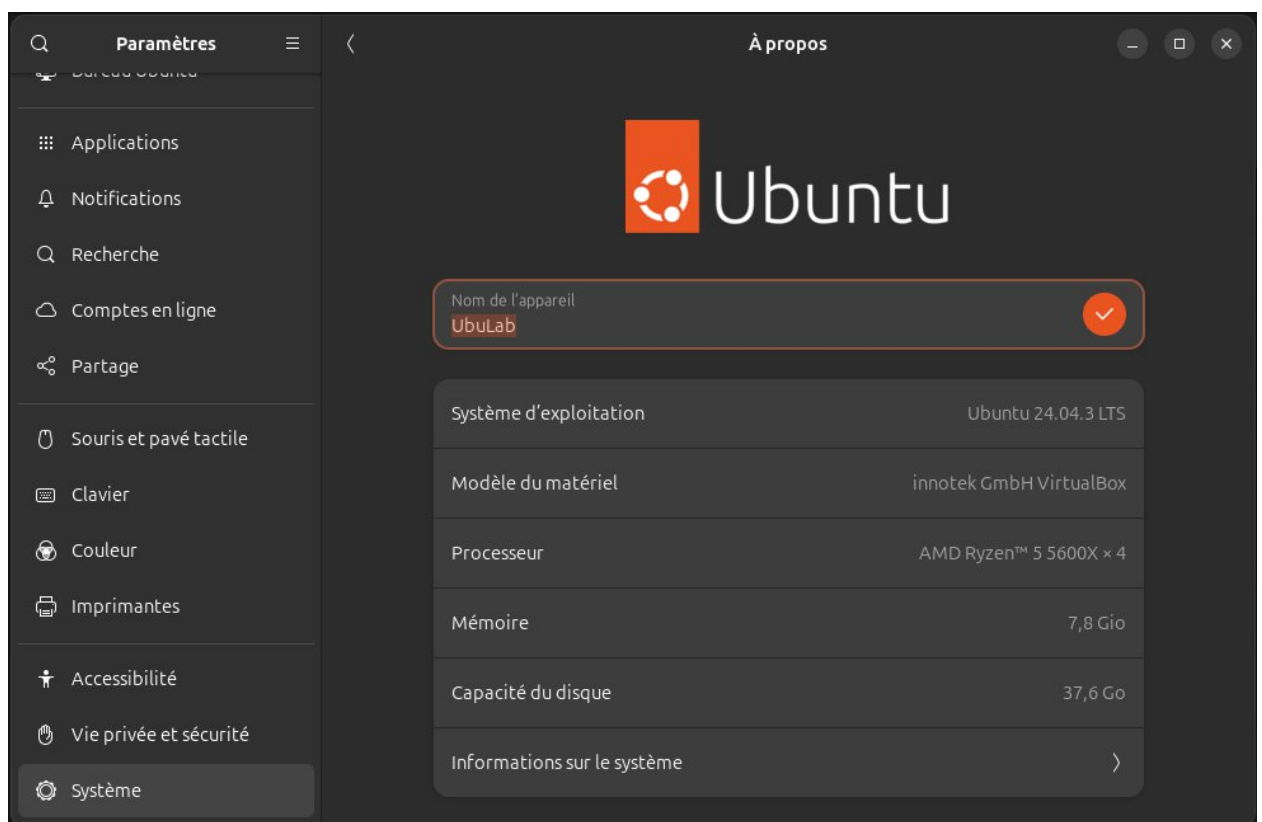 Paramètres
À propos
Bureau Ubuntu
Applications
Notifications
Recherche
Comptes en ligne
Partage
Souris et pavé tactile
Clavier
Couleur
Imprimantes
Accessibilité
Vie privée et sécurité
Système
Ubuntu
Nom de l'appareil
UbuLab
Système d'exploitation
Ubuntu 24.04.3 LTS
Modèle du matériel
innotek GmbH VirtualBox
Processeur
AMD Ryzen™ 5 5600X × 4
Mémoire
7,8 Gio
Capacité du disque
37,6 Go
Informations sur le système